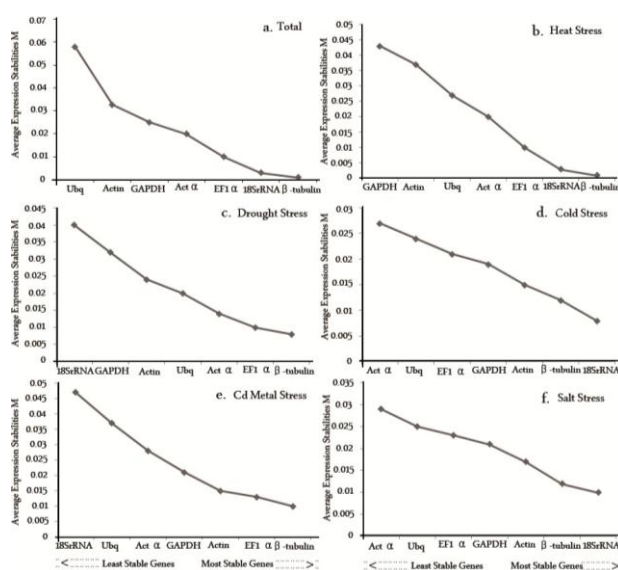 a. Total
Average Expression Stabilities M
0.07
0.06
0.05
0.04
0.03
0.02
0.01
0
Ubq Actin GAPDH Act α EF1 α 18SrRNA β -tubulin
b. Heat Stress
Average Expression Stabilities M
0.05
0.045
0.04
0.035
0.03
0.025
0.02
0.015
0.01
0.005
0
GAPDH Actin Ubq Act α EF1 α 18SrRNA β -tubulin
c. Drought Stress
Average Expression Stabilities M
0.045
0.04
0.035
0.03
0.025
0.02
0.015
0.01
0.005
0
18SrRNA GAPDH Actin Ubq Act α EF1 α β -tubulin
d. Cold Stress
Average Expression Stabilities M
0.03
0.025
0.02
0.015
0.01
0.005
0
Act α Ubq EF1 α GAPDH Actin β -tubulin 18SrRNA
e. Cd Metal Stress
Average Expression Stabilities M
0.05
0.045
0.04
0.035
0.03
0.025
0.02
0.015
0.01
0.005
0
18SrRNA Ubq Act α GAPDH Actin EF1 α β -tubulin
Least Stable Genes Most Stable Genes
f. Salt Stress
Average Expression Stabilities M
0.035
0.03
0.025
0.02
0.015
0.01
0.005
0
Act α Ubq EF1 α GAPDH Actin β -tubulin 18SrRNA
Least Stable Genes Most Stable Genes